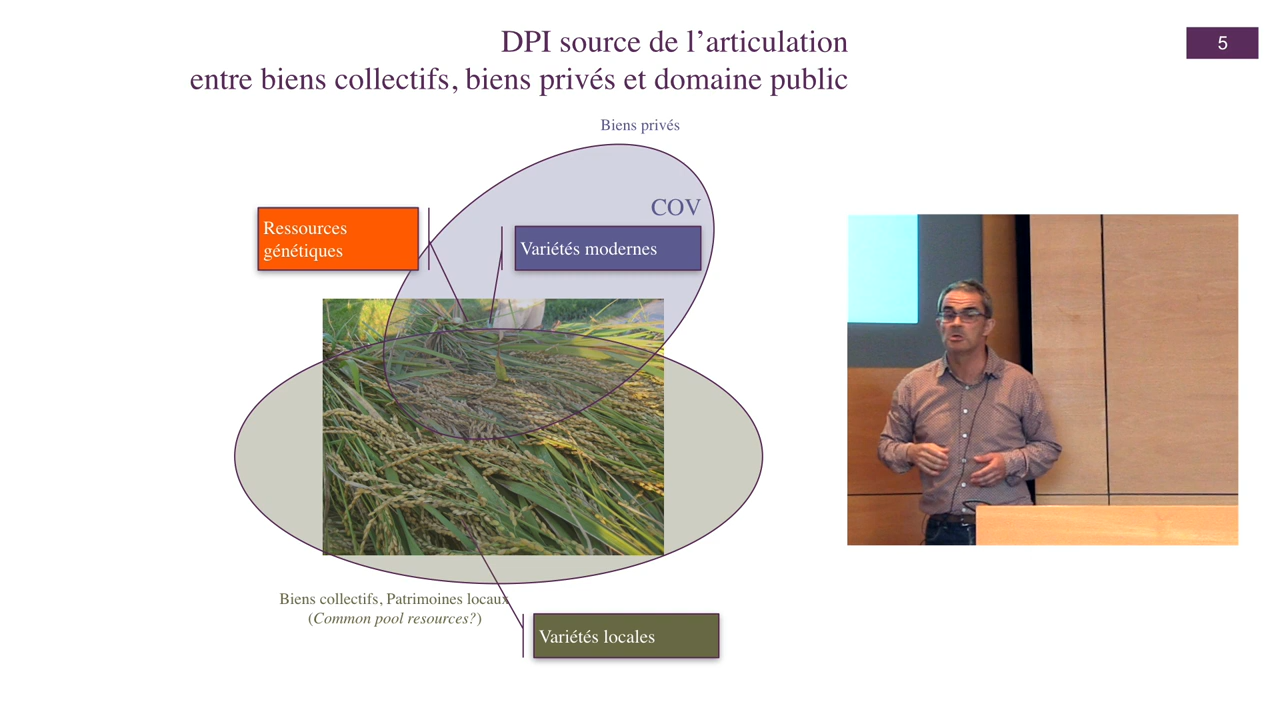 DPI source de l’articulation
entre biens collectifs, biens privés et domaine public
5
Biens privés
COV
Ressources
génétiques
Variétés modernes
Biens collectifs, Patrimoines locaux
(Common pool resources?)
Variétés locales